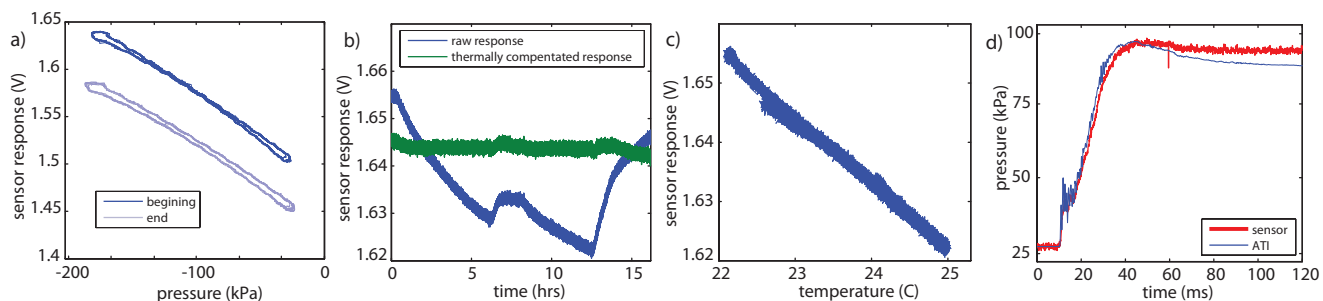 a)
sensor response (V)
1.65
1.6
1.5
1.45
1.4
begining
end
-200
-100
0
pressure (kPa)
b)
raw response
thermally compentated response
sensor response (V)
1.66
1.66
1.64
1.63
1.62
0
5
10
15
time (hrs)
c)
sensor response (V)
1.65
1.64
1.63
1.62
22
23
24
25
temperature (C)
d)
pressure (kPa)
100
75
50
25
sensor
ATI
0
20
40
60
80
100
120
time (ms)